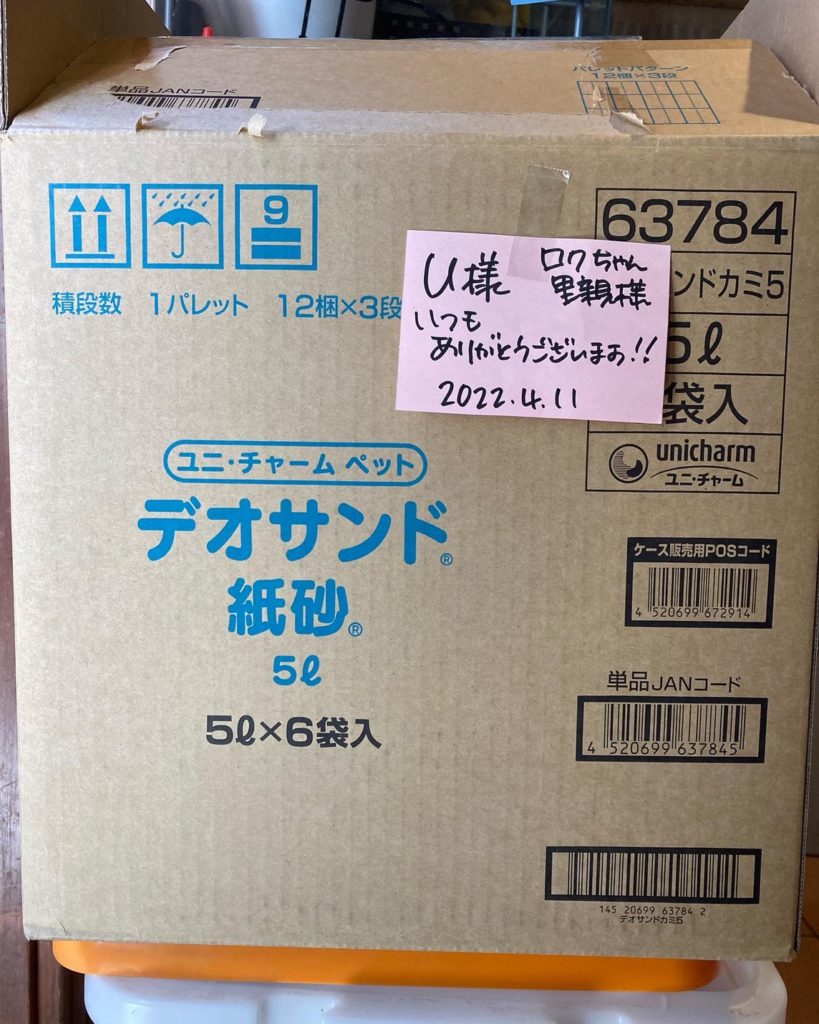 単品JANコード
パレットパターン
12梱×3段
9
積段数 1パレット 12梱×3段
63784
ンドカミ5
5ℓ
袋入
unicharm
ユニ・チャーム
U様 ロクちゃん
里親様
いつも
ありがとうございます!!
2022.4.11
ユニ・チャーム ペット
デオサンド®
紙砂®
5ℓ
5ℓ×6袋入
ケース販売用POSコード
4 520699 672914
単品JANコード
4 520699 637845
145 20699 63784 2
デオサンドカミ5